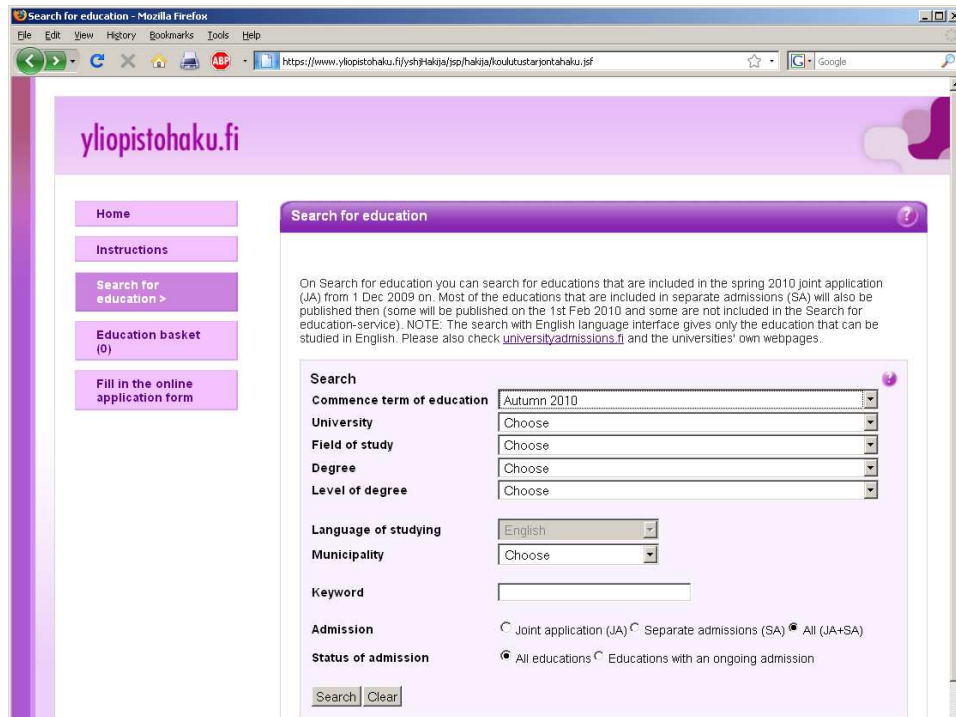 Search for education - Mozilla Firefox
File Edit View History Bookmarks Tools Help
ABP https://www.yliopistohaku.fi/yshjHakija/jsp/hakija/koulutustarjontahaku.jsf G Google
yliopistohaku.fi
Home
Instructions
Search for
education >
Education basket
(0)
Fill in the online
application form
Search for education ?
On Search for education you can search for educations that are included in the spring 2010 joint application
(JA) from 1 Dec 2009 on. Most of the educations that are included in separate admissions (SA) will also be
published then (some will be published on the 1st Feb 2010 and some are not included in the Search for
education-service). NOTE: The search with English language interface gives only the education that can be
studied in English. Please also check universityadmissions.fi and the universities' own webpages..
Search ?
Commence term of education Autumn 2010
University Choose
Field of study Choose
Degree Choose
Level of degree Choose
Language of studying English
Municipality Choose
Keyword
Admission Joint application (JA) Separate admissions (SA) All (JA+SA)
Status of admission All educations Educations with an ongoing admission
Search Clear